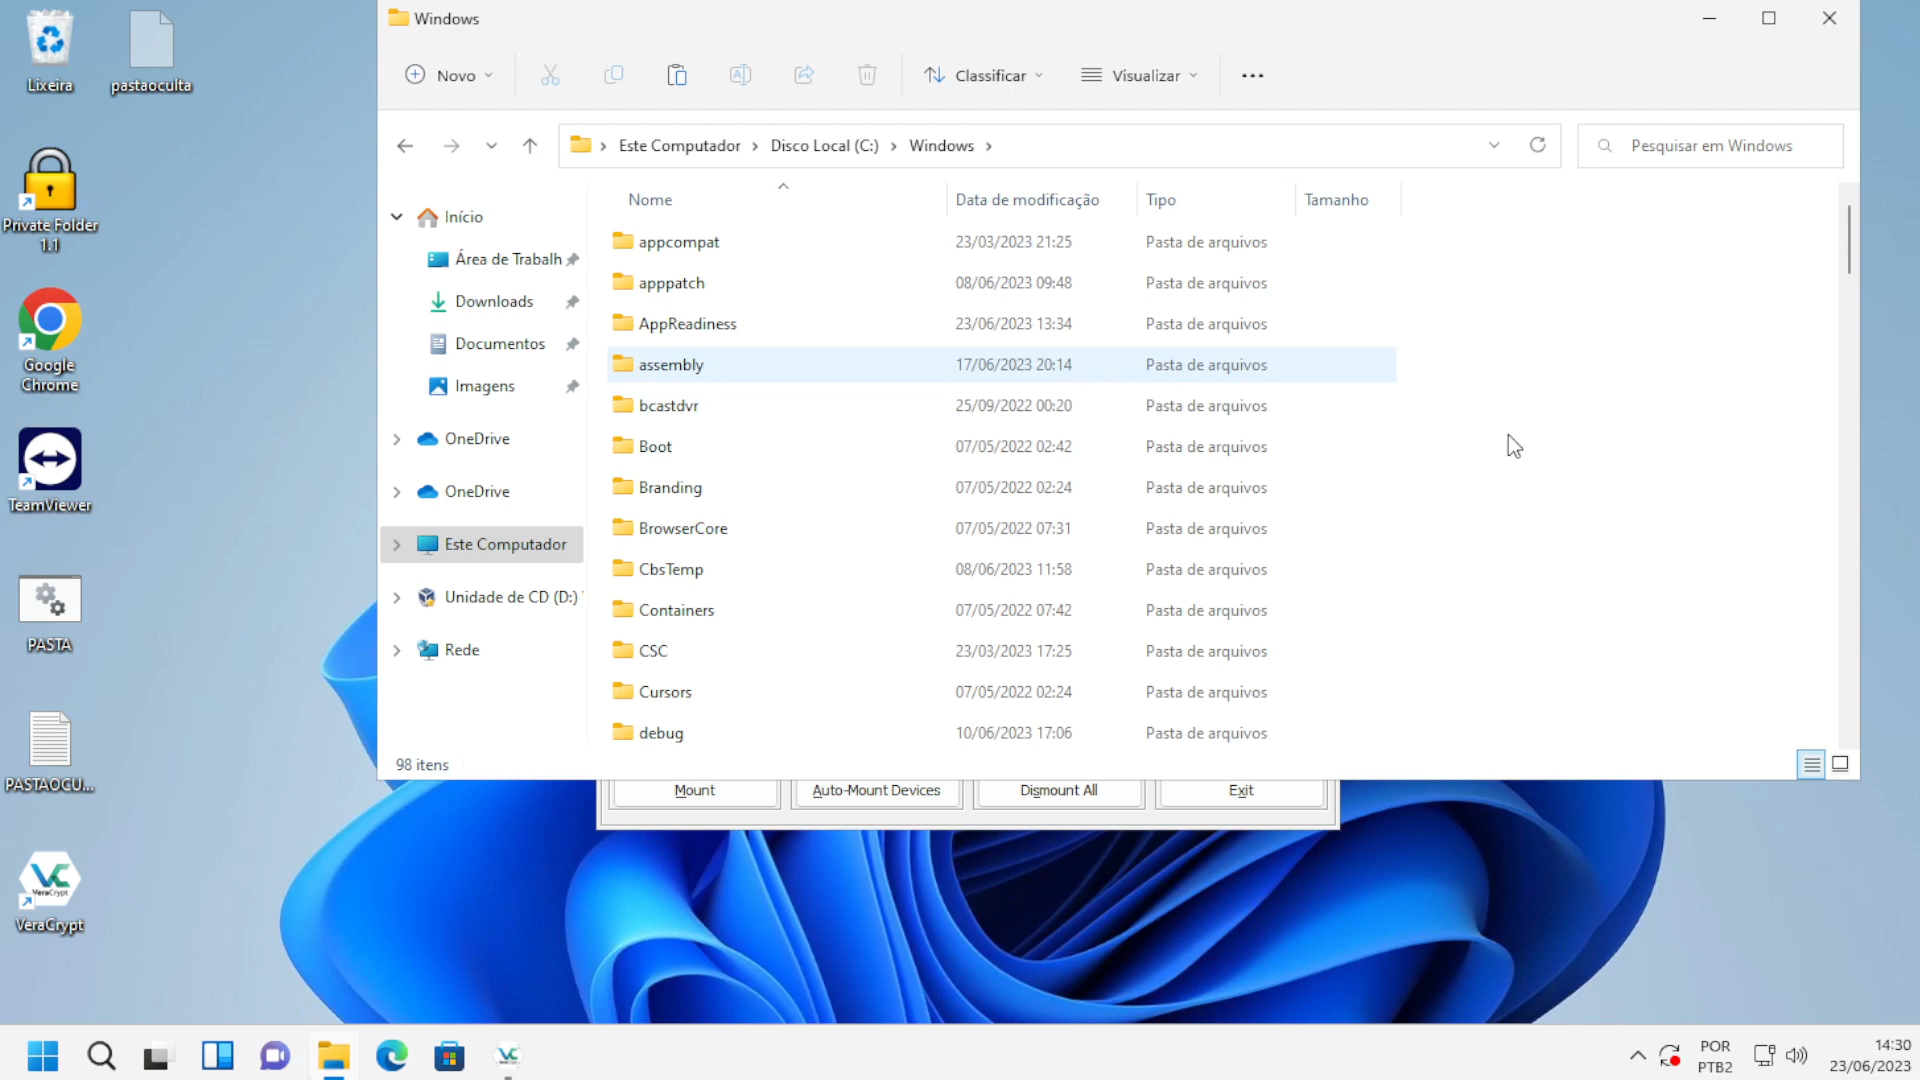 Lixeira
pastaoculta
Private Folder
1.1
Google
Chrome
TeamViewer
PASTA
PASTAOCU...
VeraCrypt
VeraCrypt
Windows
Novo
Classificar
Visualizar
Este Computador
Disco Local (C:)
Windows
Pesquisar em Windows
Início
Área de Trabalh
Downloads
Documentos
Imagens
OneDrive
OneDrive
Este Computador
Unidade de CD (D:)
Rede
Nome Data de modificação Tipo Tamanho
appcompat 23/03/2023 21:25 Pasta de arquivos
apppatch 08/06/2023 09:48 Pasta de arquivos
AppReadiness 23/06/2023 13:34 Pasta de arquivos
assembly 17/06/2023 20:14 Pasta de arquivos
bcastdvr 25/09/2022 00:20 Pasta de arquivos
Boot 07/05/2022 02:42 Pasta de arquivos
Branding 07/05/2022 02:24 Pasta de arquivos
BrowserCore 07/05/2022 07:31 Pasta de arquivos
CbsTemp 08/06/2023 11:58 Pasta de arquivos
Containers 07/05/2022 07:42 Pasta de arquivos
CSC 23/03/2023 17:25 Pasta de arquivos
Cursors 07/05/2022 02:24 Pasta de arquivos
debug 10/06/2023 17:06 Pasta de arquivos
98 itens
Mount Auto-Mount Devices Dismount All Exit
POR
PTB2
14:30
23/06/2023